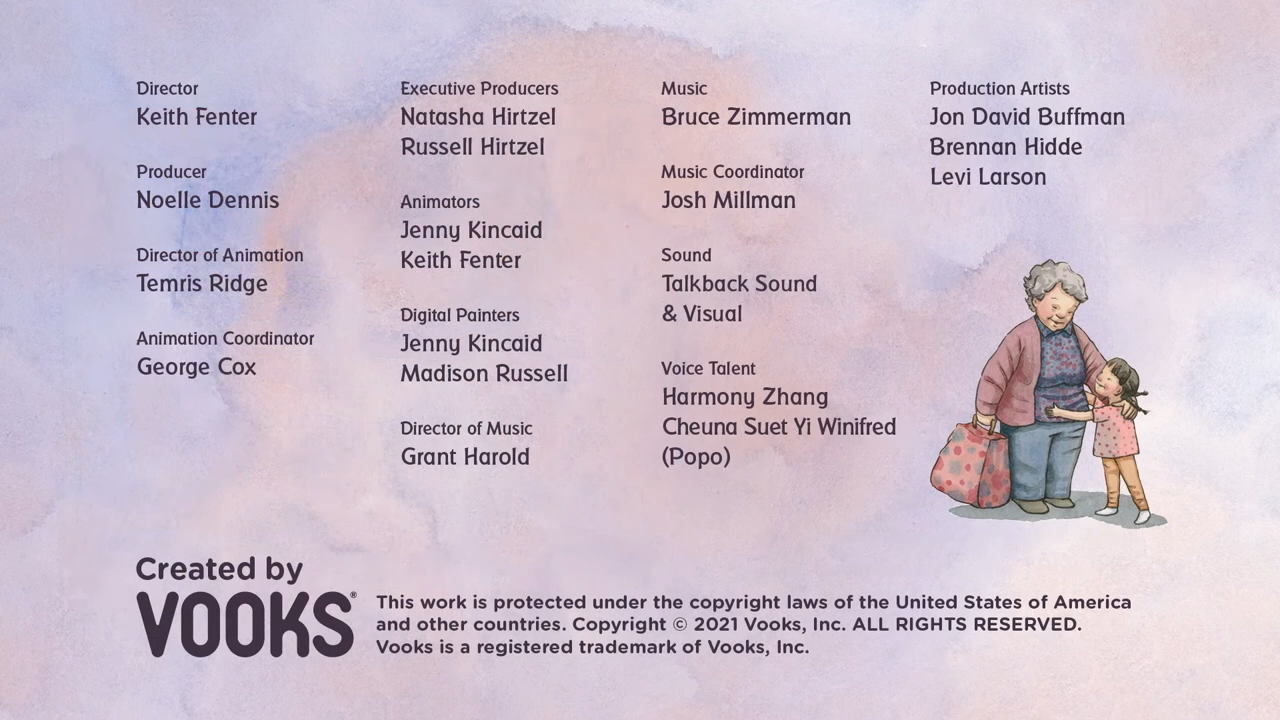 Director
Keith Fenter
Producer
Noelle Dennis
Director of Animation
Temris Ridge
Animation Coordinator
George Cox
Executive Producers
Natasha Hirtzel
Russell Hirtzel
Animators
Jenny Kincaid
Keith Fenter
Digital Painters
Jenny Kincaid
Madison Russell
Director of Music
Grant Harold
Music
Bruce Zimmerman
Music Coordinator
Josh Millman
Sound
Talkback Sound
& Visual
Voice Talent
Harmony Zhang
Cheuna Suet Yi Winifred
(Popo)
Production Artists
Jon David Buffman
Brennan Hidde
Levi Larson
Created by
VOOKS®
This work is protected under the copyright laws of the United States of America
and other countries. Copyright © 2021 Vooks, Inc. ALL RIGHTS RESERVED.
Vooks is a registered trademark of Vooks, Inc.